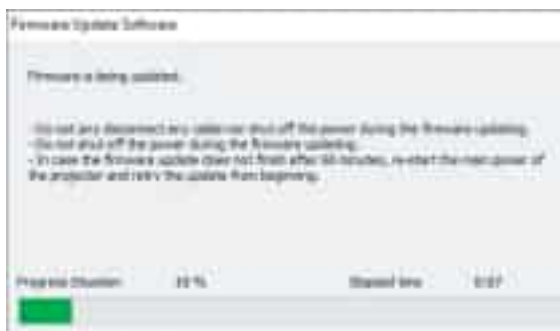 Firmware Update Software
Firmware is being updated.
- Do not any disconnect any cable nor shut off the power during the firmware updating.
- Do not shut off the power during the firmware updating.
- In case the firmware update does not finish after minutes, re-start the main power of
the projector and retry the update from beginning.
Progress Situation % Elapsed time 0:07